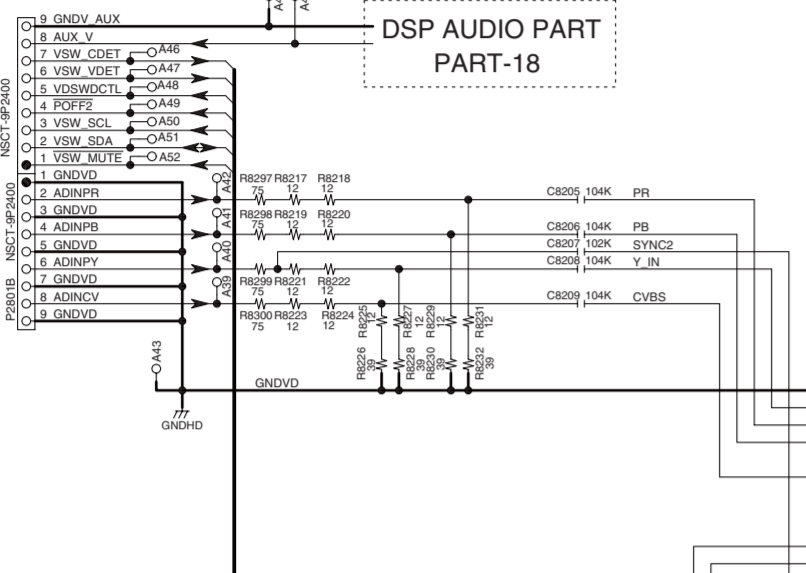 A4
A4
DSP AUDIO PART
PART-18
NSCT-9P2400
9 GNDV_AUX
8 AUX_V
7 VSW_CDET A46
6 VSW_VDET A47
5 VDSWDCTL A48
4 POFF2 A49
3 VSW_SCL A50
2 VSW_SDA A51
1 VSW_MUTE A52
P2801B NSCT-9P2400
1 GNDVD
2 ADINPR
3 GNDVD
4 ADINPB
5 GNDVD
6 ADINPY
7 GNDVD
8 ADINCV
9 GNDVD
A42
A41
A40
A39
R8297 R8217 R8218
75 12 12
R8298 R8219 R8220
75 12 12
R8299 R8221 R8222
75 12 12
R8300 R8223 R8224
75 12 12
C8205 104K PR
C8206 104K PB
C8207 102K SYNC2
C8208 104K Y_IN
C8209 104K CVBS
R8225 12
R8227 12
R8229 12
R8231 12
R8226 39
R8228 39
R8230 39
R8232 39
A43
GNDVD
GNDHD